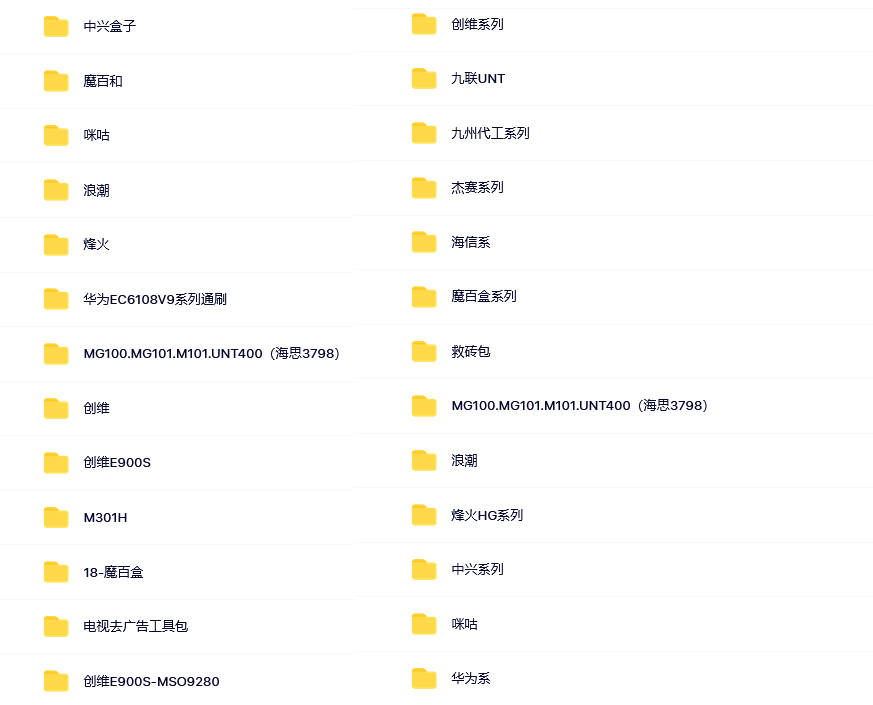 中兴盒子
魔百和
咪咕
浪潮
烽火
华为EC6108V9系列通刷
MG100.MG101.M101.UNT400（海思3798）
创维
创维E900S
M301H
18-魔百盒
电视去广告工具包
创维E900S-MSO9280
创维系列
九联UNT
九州代工系列
杰赛系列
海信系
魔百盒系列
救砖包
MG100.MG101.M101.UNT400（海思3798）
浪潮
烽火HG系列
中兴系列
咪咕
华为系